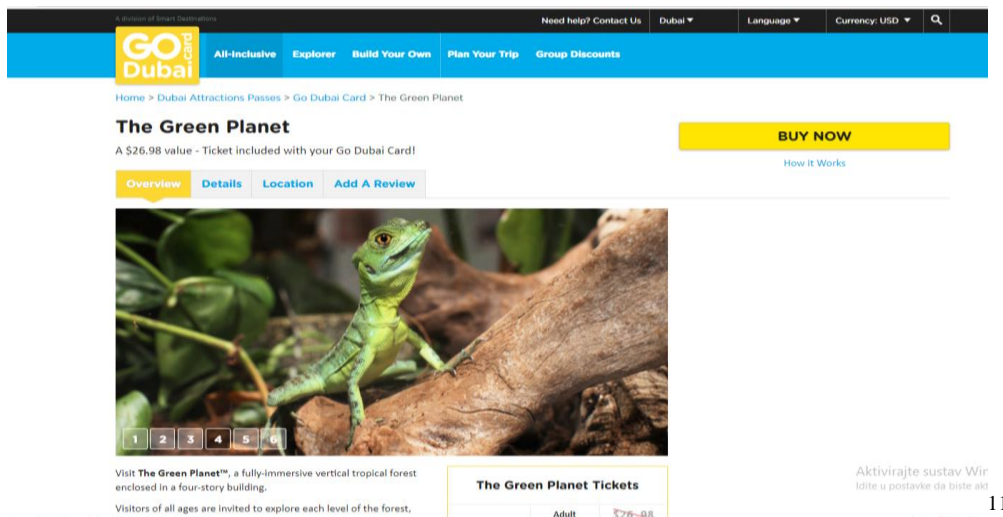 A division of Smart Destinations
Need help? Contact Us Dubai ▼ Language ▼ Currency: USD ▼
GO Dubai.card
All-Inclusive Explorer Build Your Own Plan Your Trip Group Discounts
Home > Dubai Attractions Passes > Go Dubai Card > The Green Planet
The Green Planet
A $26.98 value - Ticket included with your Go Dubai Card!
BUY NOW
How it Works
Overview Details Location Add A Review
1 2 3 4 5 6
Visit The Green Planet™, a fully-immersive vertical tropical forest
enclosed in a four-story building.
Visitors of all ages are invited to explore each level of the forest,
The Green Planet Tickets
Adult $26.98
Aktivirajte sustav Win
Idite u postavke da biste akt
11